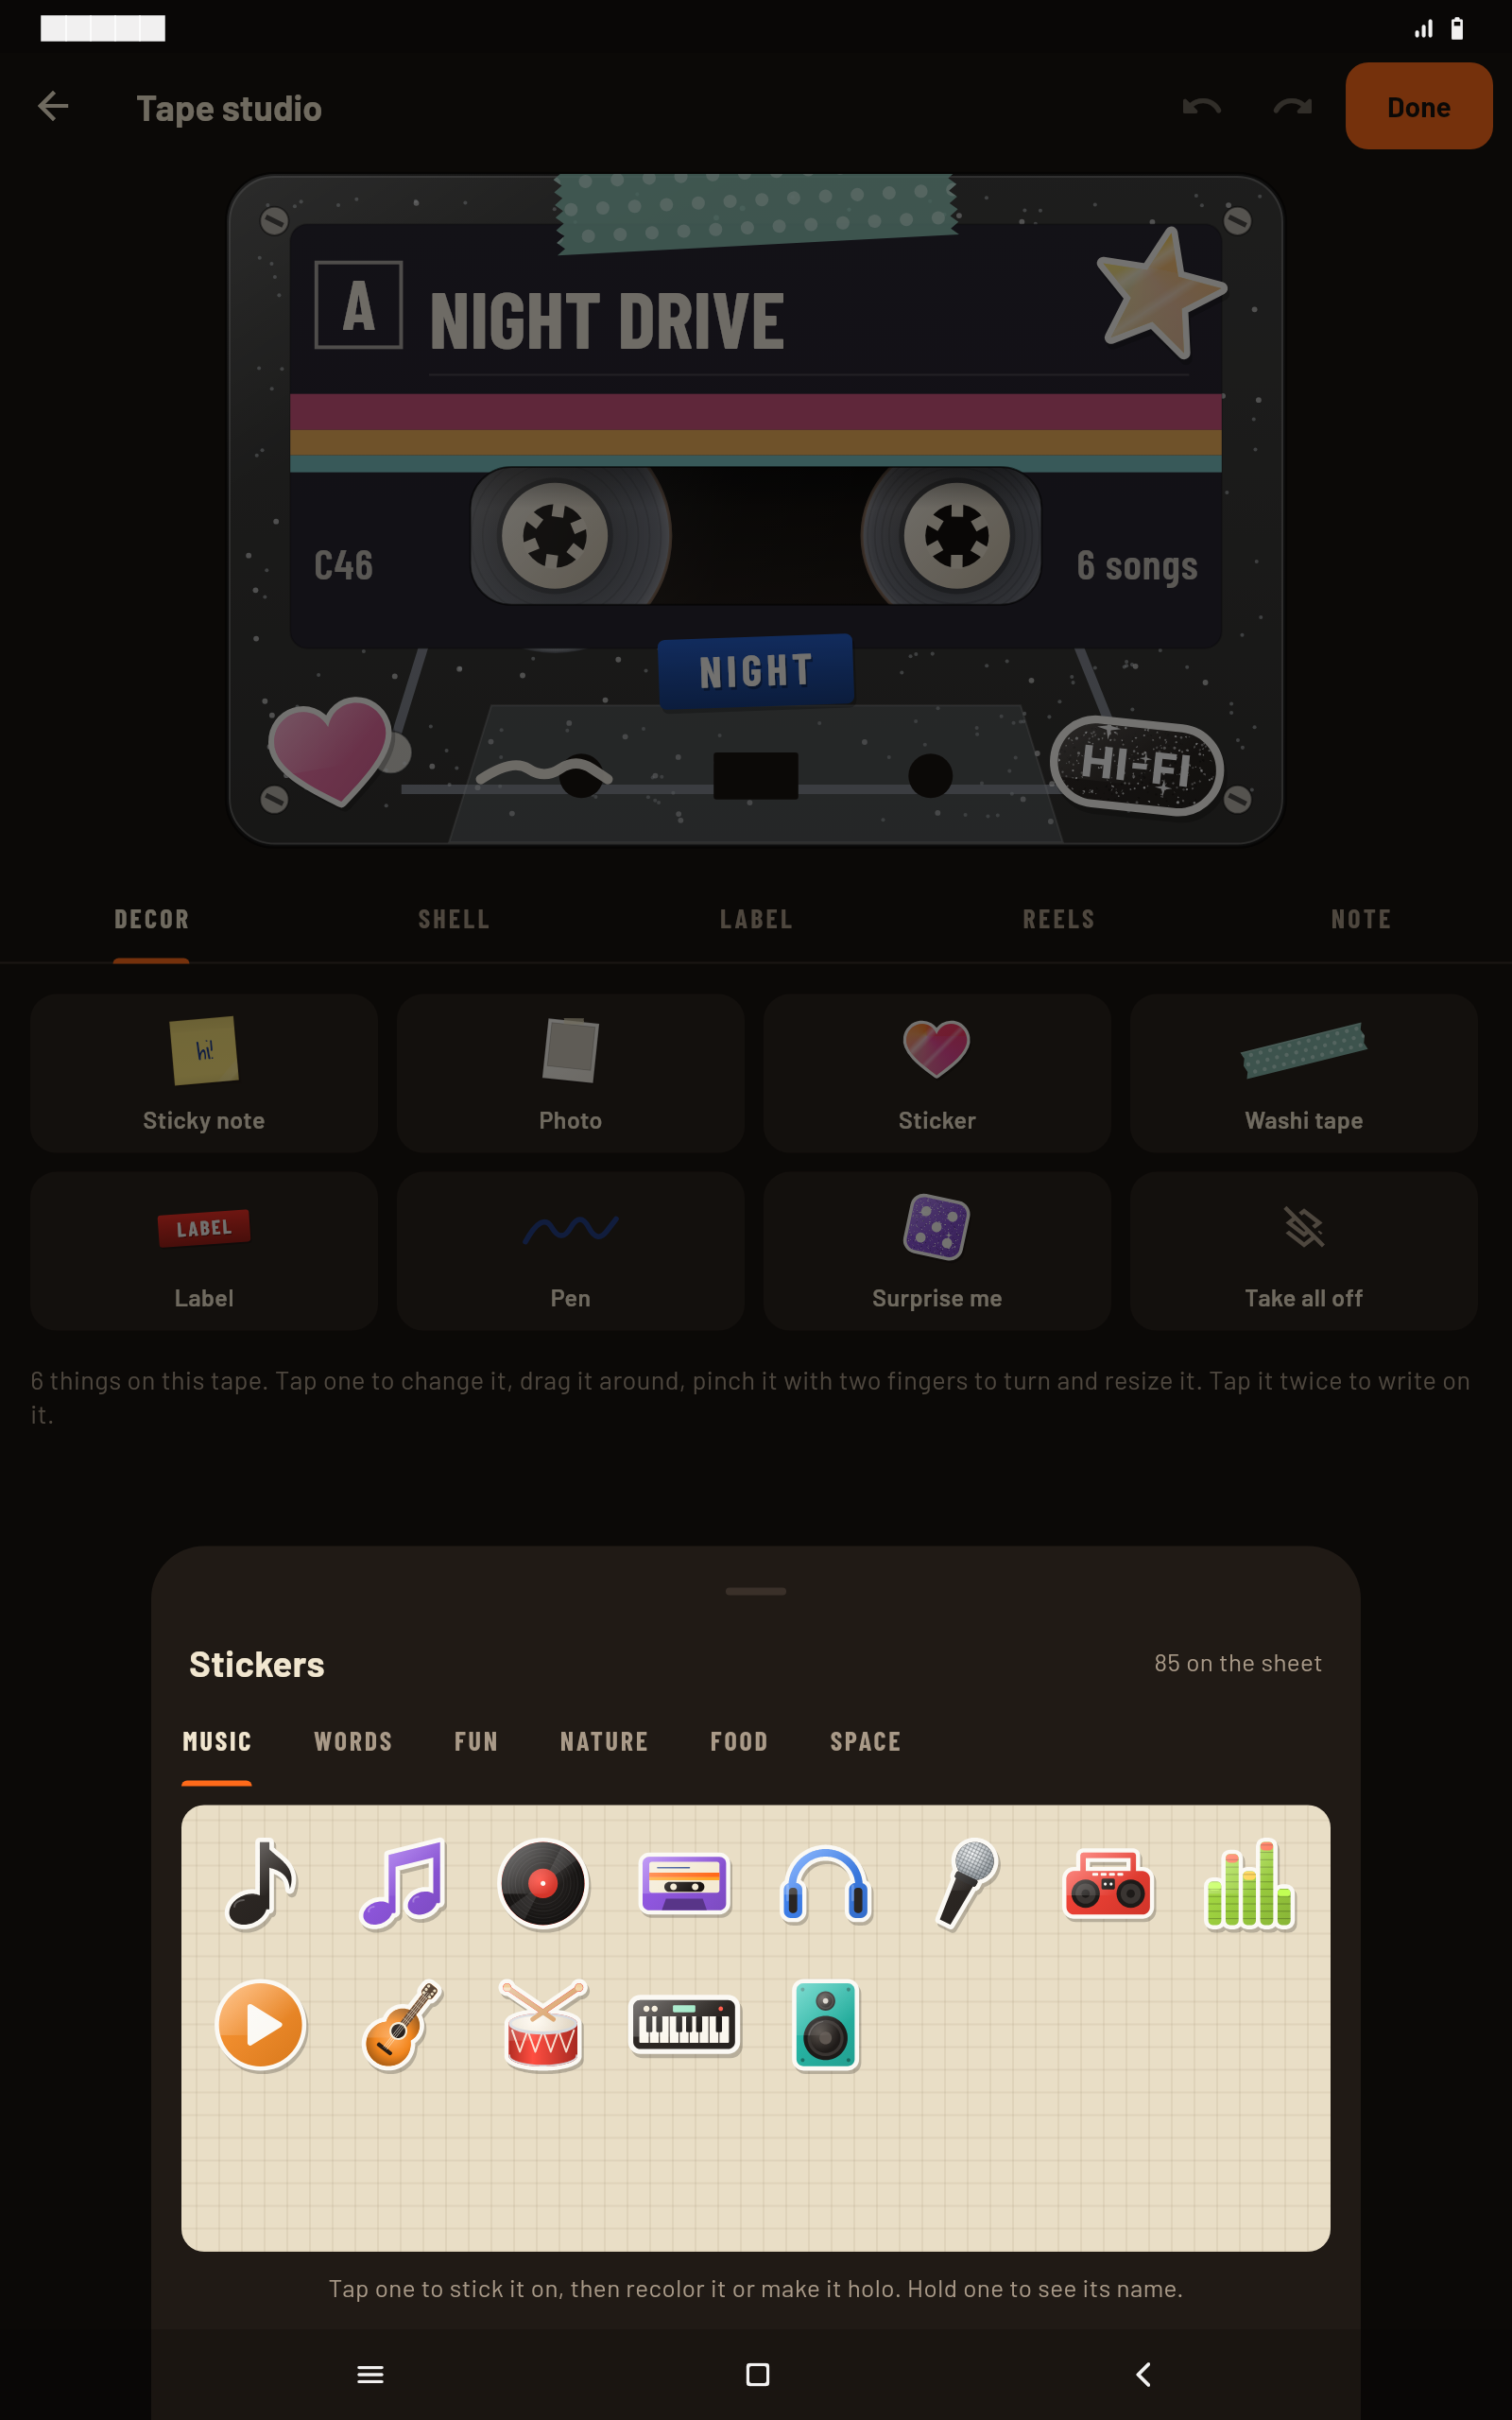 Tape studio
Done
A
NIGHT DRIVE
C46
6 songs
NIGHT
HI-FI
DECOR
SHELL
LABEL
REELS
NOTE
hi!
Sticky note
Photo
Sticker
Washi tape
LABEL
Label
Pen
Surprise me
Take all off
6 things on this tape. Tap one to change it, drag it around, pinch it with two fingers to turn and resize it. Tap it twice to write on
it.
Stickers
85 on the sheet
MUSIC
WORDS
FUN
NATURE
FOOD
SPACE
Tap one to stick it on, then recolor it or make it holo. Hold one to see its name.